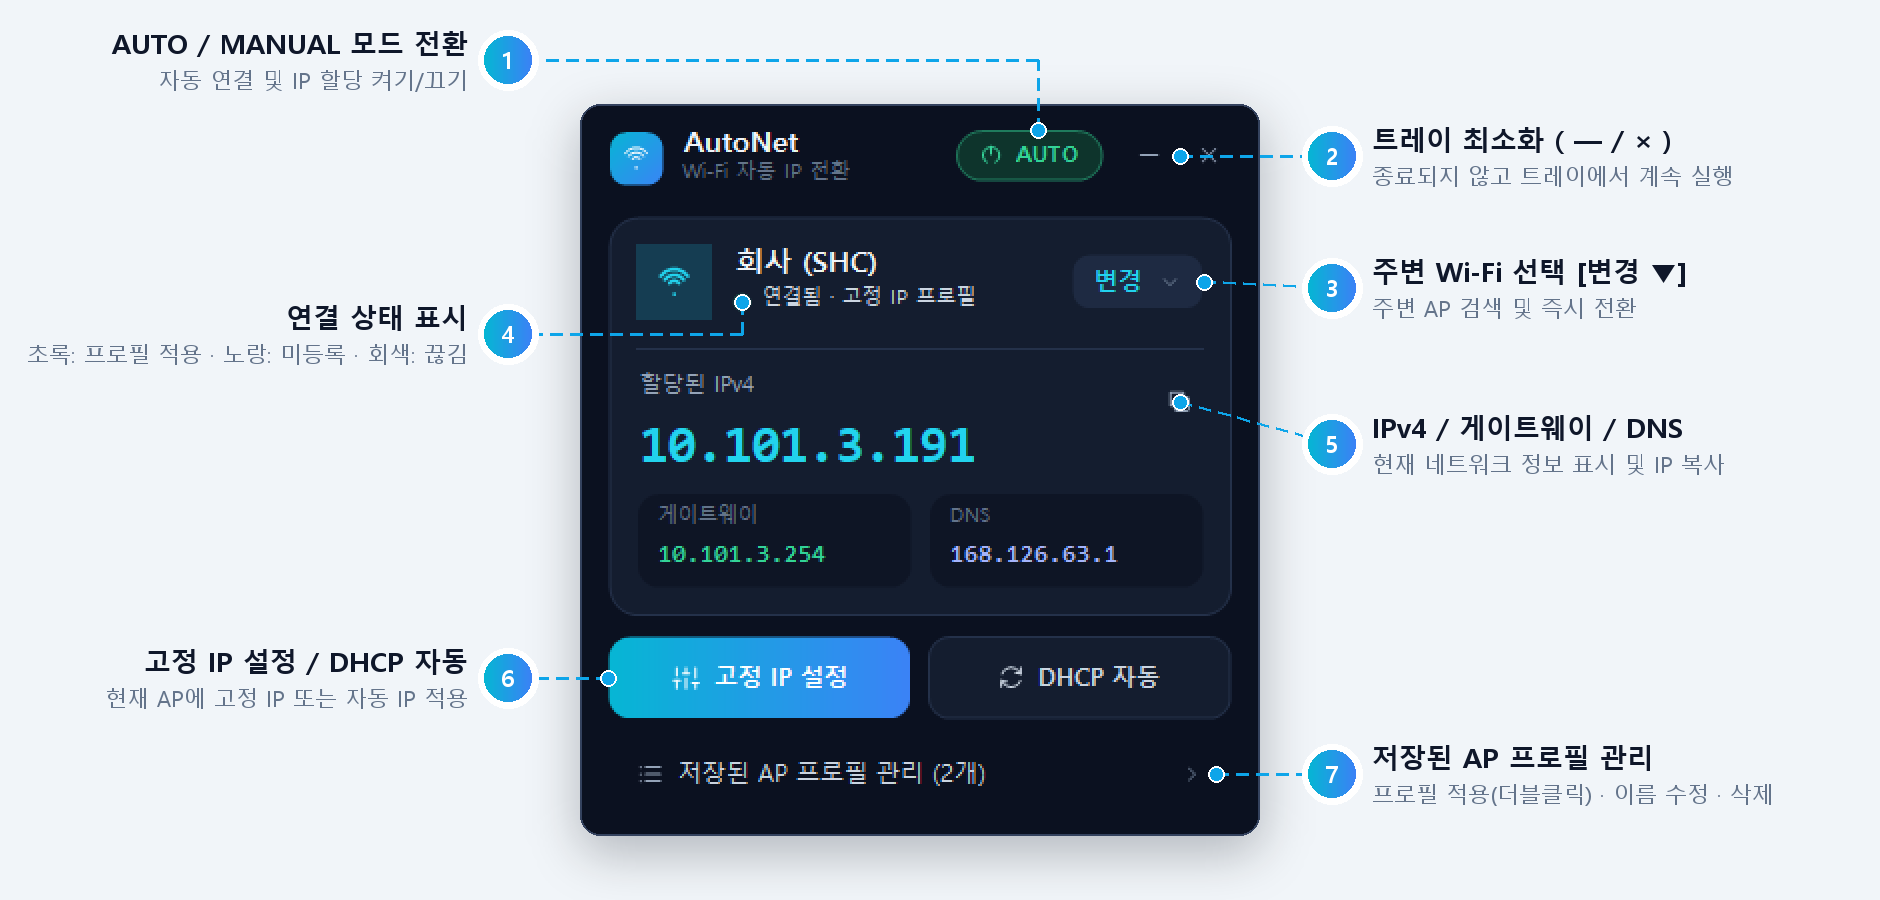 AUTO / MANUAL 모드 전환
자동 연결 및 IP 할당 켜기/끄기
1
AutoNet
Wi-Fi 자동 IP 전환
AUTO
2
트레이 최소화 ( — / × )
종료되지 않고 트레이에서 계속 실행
회사 (SHC)
연결됨 · 고정 IP 프로필
변경
3
주변 Wi-Fi 선택 [변경 ▼]
주변 AP 검색 및 즉시 전환
연결 상태 표시
초록: 프로필 적용 · 노랑: 미등록 · 회색: 끊김
4
할당된 IPv4
10.101.3.191
5
IPv4 / 게이트웨이 / DNS
현재 네트워크 정보 표시 및 IP 복사
게이트웨이
10.101.3.254
DNS
168.126.63.1
고정 IP 설정 / DHCP 자동
현재 AP에 고정 IP 또는 자동 IP 적용
6
고정 IP 설정
DHCP 자동
저장된 AP 프로필 관리 (2개)
7
저장된 AP 프로필 관리
프로필 적용(더블클릭) · 이름 수정 · 삭제